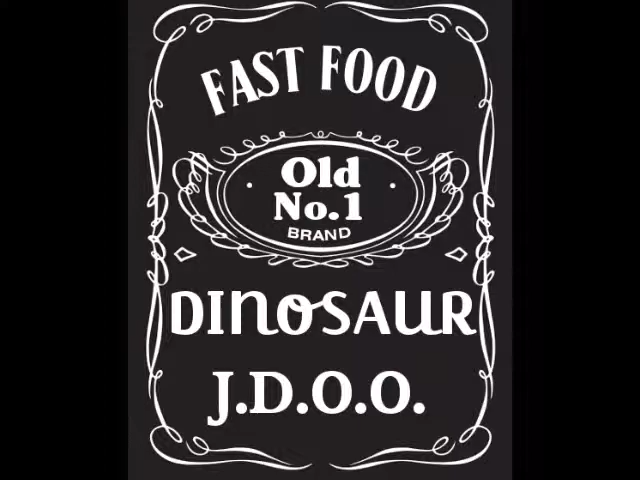 FAST FOOD
Old
No.1
BRAND
DINOSAUR
J.D.O.O.